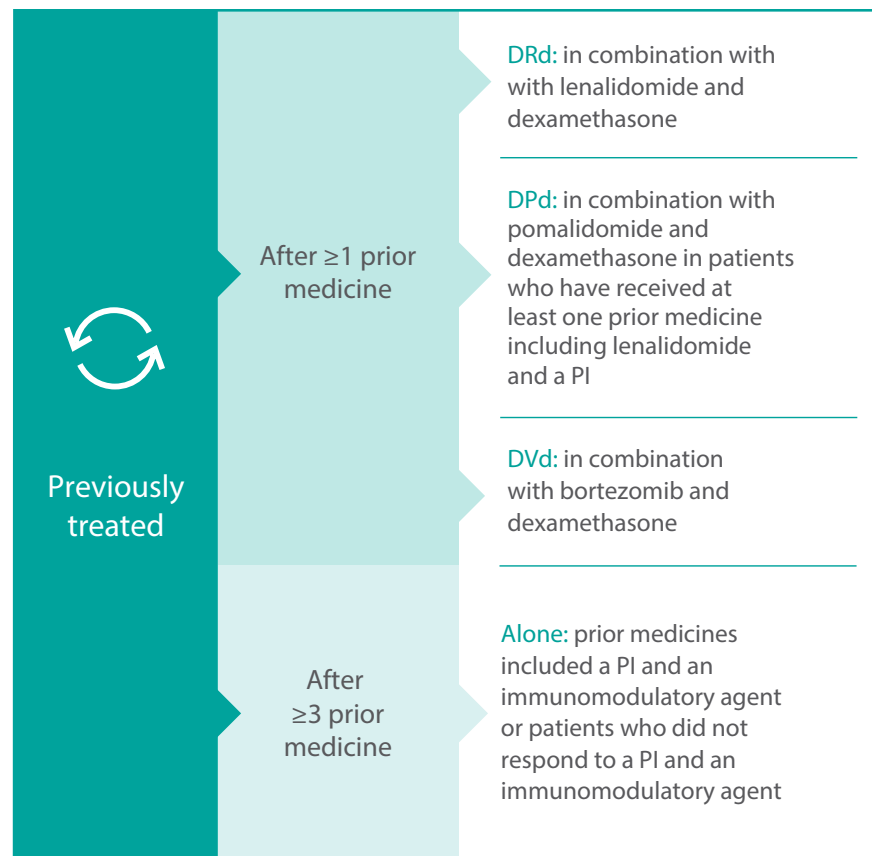 Previously
treated
After ≥1 prior
medicine
DRd: in combination with
with lenalidomide and
dexamethasone
DPd: in combination with
pomalidomide and
dexamethasone in patients
who have received at
least one prior medicine
including lenalidomide
and a PI
DVd: in combination
with bortezomib and
dexamethasone
After
≥3 prior
medicine
Alone: prior medicines
included a PI and an
immunomodulatory agent
or patients who did not
respond to a PI and an
immunomodulatory agent